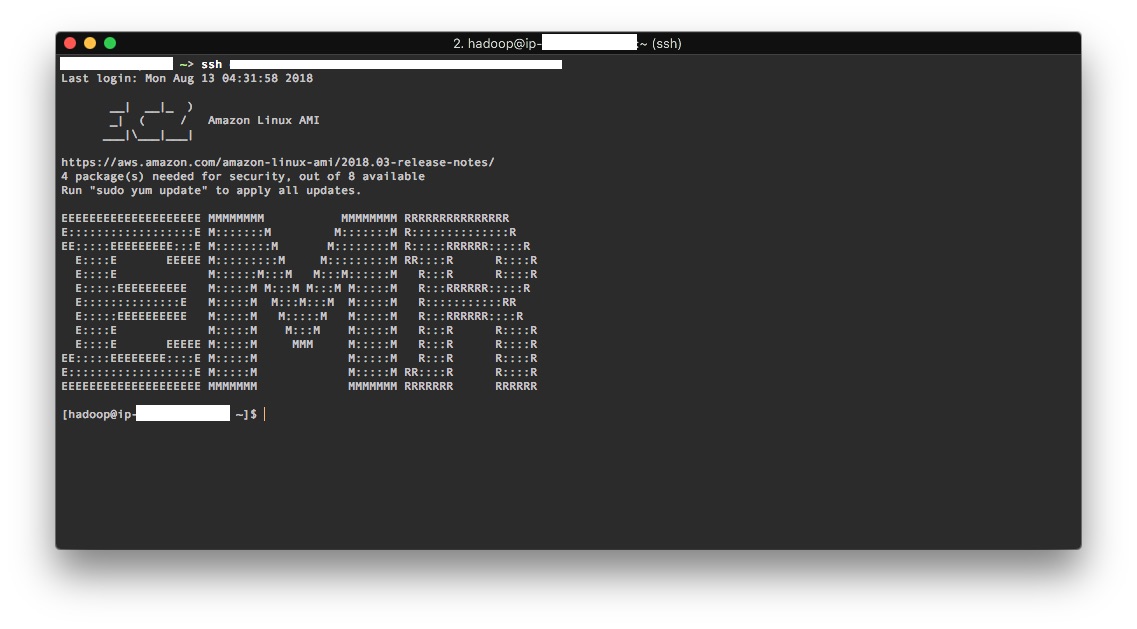 2. hadoop@ip- :~ (ssh)
~> ssh
Last login: Mon Aug 13 04:31:58 2018
       __|  __|_  )
       _|  (     /   Amazon Linux AMI
      ___|\___|___|
https://aws.amazon.com/amazon-linux-ami/2018.03-release-notes/
4 package(s) needed for security, out of 8 available
Run "sudo yum update" to apply all updates.
EEEEEEEEEEEEEEEEEEEE MMMMMMMM           MMMMMMMM RRRRRRRRRRRRRRR
E::::::::::::::::::E M:::::::M         M:::::::M R::::::::::::::R
EE:::::EEEEEEEEE:::E M::::::::M       M::::::::M R:::::RRRRRR:::::R
  E::::E       EEEEE M:::::::::M     M:::::::::M RR::::R      R::::R
  E::::E             M::::::M:::M   M:::M::::::M   R:::R      R::::R
  E:::::EEEEEEEEEE   M:::::M M:::M M:::M M:::::M   R:::RRRRRR:::::R
  E::::::::::::::E   M:::::M  M:::M:::M  M:::::M   R:::::::::::RR
  E:::::EEEEEEEEEE   M:::::M   M:::::M   M:::::M   R:::RRRRRR::::R
  E::::E             M:::::M    M:::M    M:::::M   R:::R      R::::R
  E::::E       EEEEE M:::::M     MMM     M:::::M   R:::R      R::::R
EE:::::EEEEEEEE::::E M:::::M             M:::::M   R:::R      R::::R
E::::::::::::::::::E M:::::M             M:::::M RR::::R      R::::R
EEEEEEEEEEEEEEEEEEEE MMMMMMM             MMMMMMM RRRRRRR      RRRRRR
[hadoop@ip- ~]$